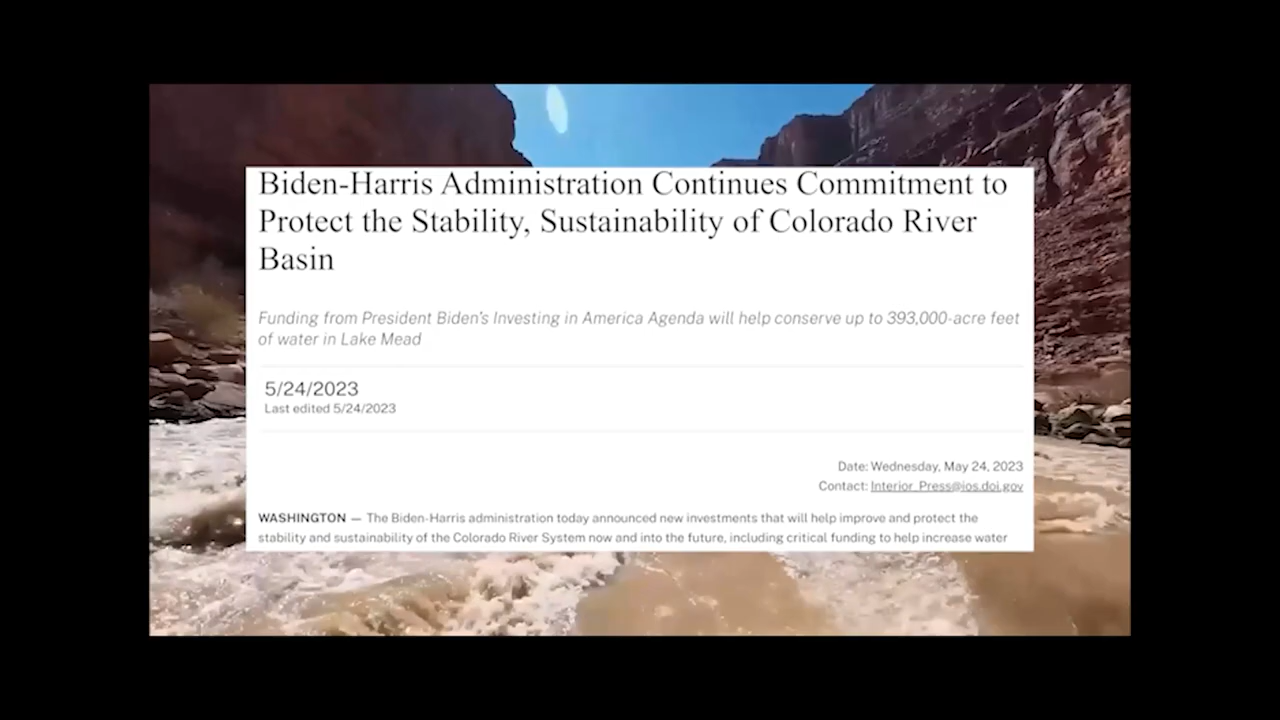 Biden-Harris Administration Continues Commitment to
Protect the Stability, Sustainability of Colorado River
Basin
Funding from President Biden's Investing in America Agenda will help conserve up to 393,000-acre feet
of water in Lake Mead
5/24/2023
Last edited 5/24/2023
Date: Wednesday, May 24, 2023
Contact: Interior_Press@ios.doi.gov
WASHINGTON — The Biden-Harris administration today announced new investments that will help improve and protect the
stability and sustainability of the Colorado River System now and into the future, including critical funding to help increase water